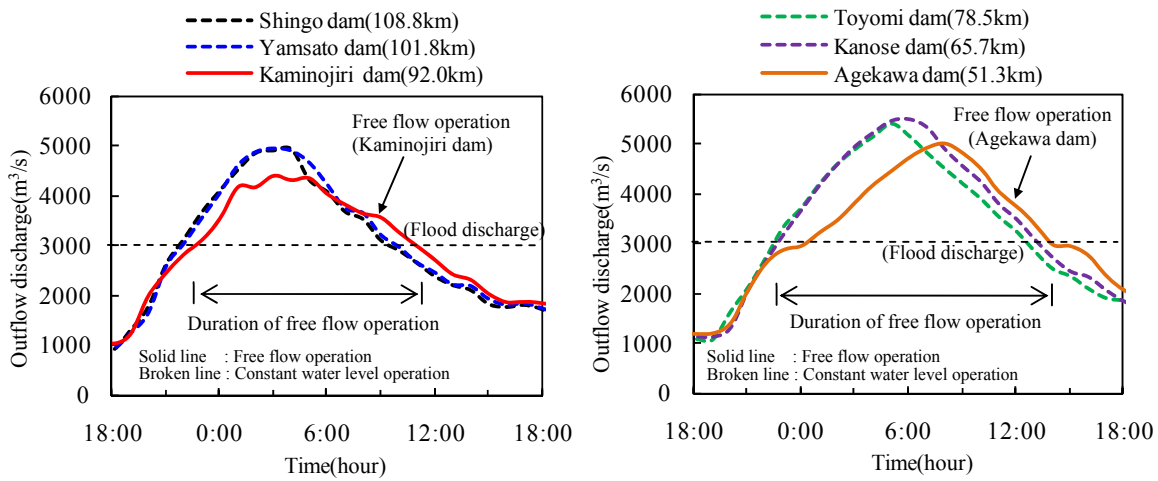 Shingo dam(108.8km)
Yamsato dam(101.8km)
Kaminojiri dam(92.0km)
6000
5000
4000
3000
2000
1000
0
Outflow discharge(m³/s)
Free flow operation
(Kaminojiri dam)
(Flood discharge)
Duration of free flow operation
Solid line : Free flow operation
Broken line : Constant water level operation
18:00 0:00 6:00 12:00 18:00
Time(hour)
Toyomi dam(78.5km)
Kanose dam(65.7km)
Agekawa dam(51.3km)
6000
5000
4000
3000
2000
1000
0
Outflow discharge(m³/s)
Free flow operation
(Agekawa dam)
(Flood discharge)
Duration of free flow operation
Solid line : Free flow operation
Broken line : Constant water level operation
18:00 0:00 6:00 12:00 18:00
Time(hour)